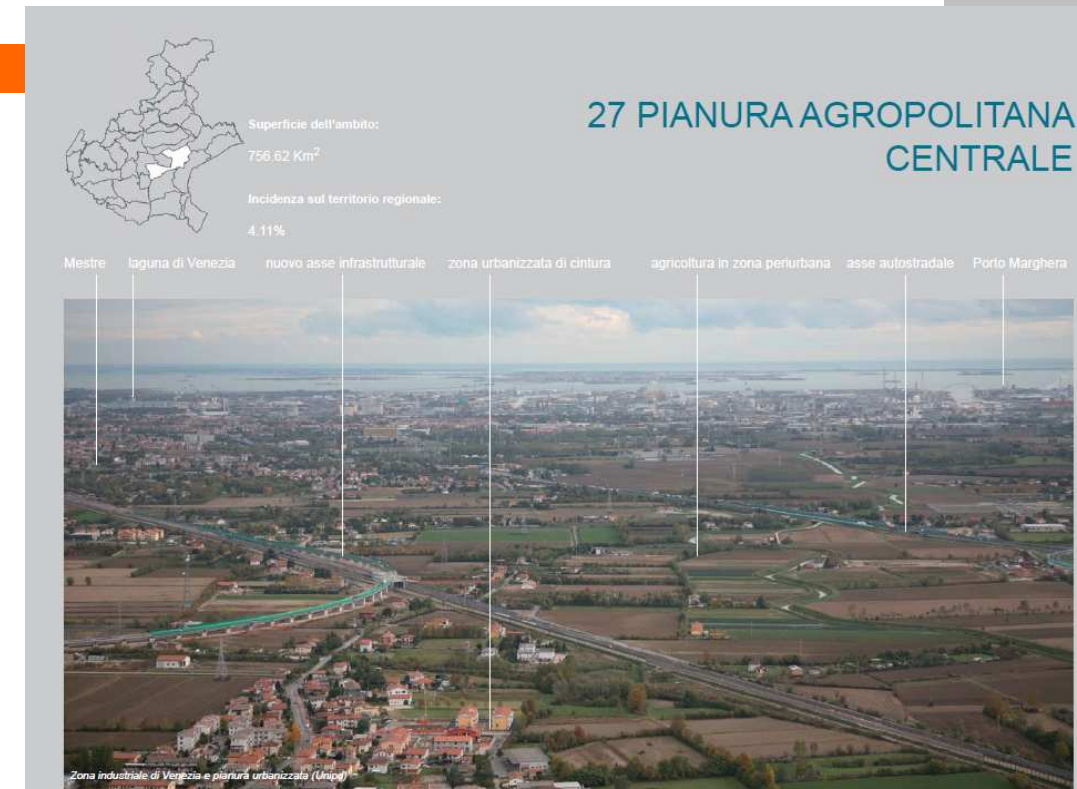 27 PIANURA AGROPOLITANA
CENTRALE
Superficie dell'ambito:
756.62 Km²
Incidenza sul territorio regionale:
4.11%
Mestre laguna di Venezia nuovo asse infrastrutturale zona urbanizzata di cintura agricoltura in zona periurbana asse autostradale Porto Marghera
Zona industriale di Venezia e pianura urbanizzata (Unipd)